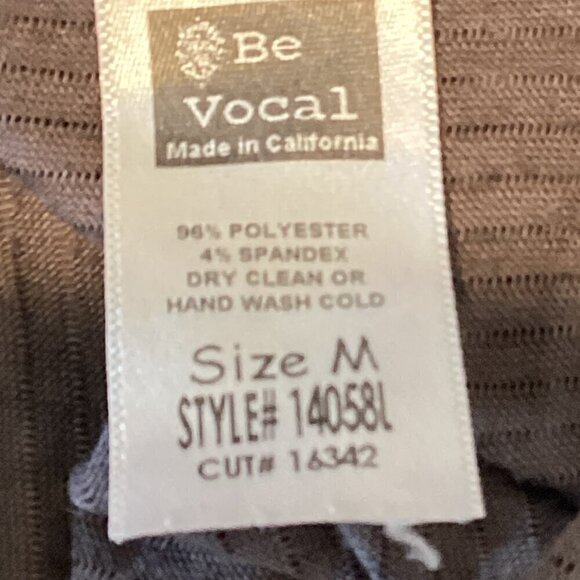 Be
Vocal
Made in California
96% POLYESTER
4% SPANDEX
DRY CLEAN OR
HAND WASH COLD
Size M
STYLE# 14058L
CUT# 16342